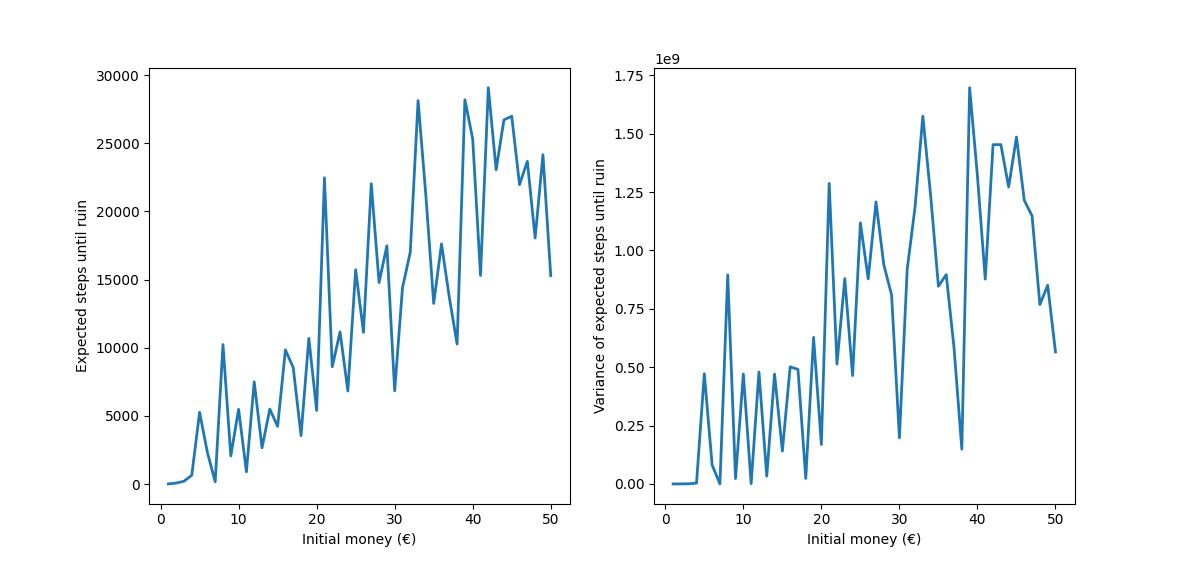 30000
25000
20000
15000
10000
5000
0
Expected steps until ruin
0 10 20 30 40 50
Initial money (€)
1e9
1.75
1.50
1.25
1.00
0.75
0.50
0.25
0.00
Variance of expected steps until ruin
0 10 20 30 40 50
Initial money (€)